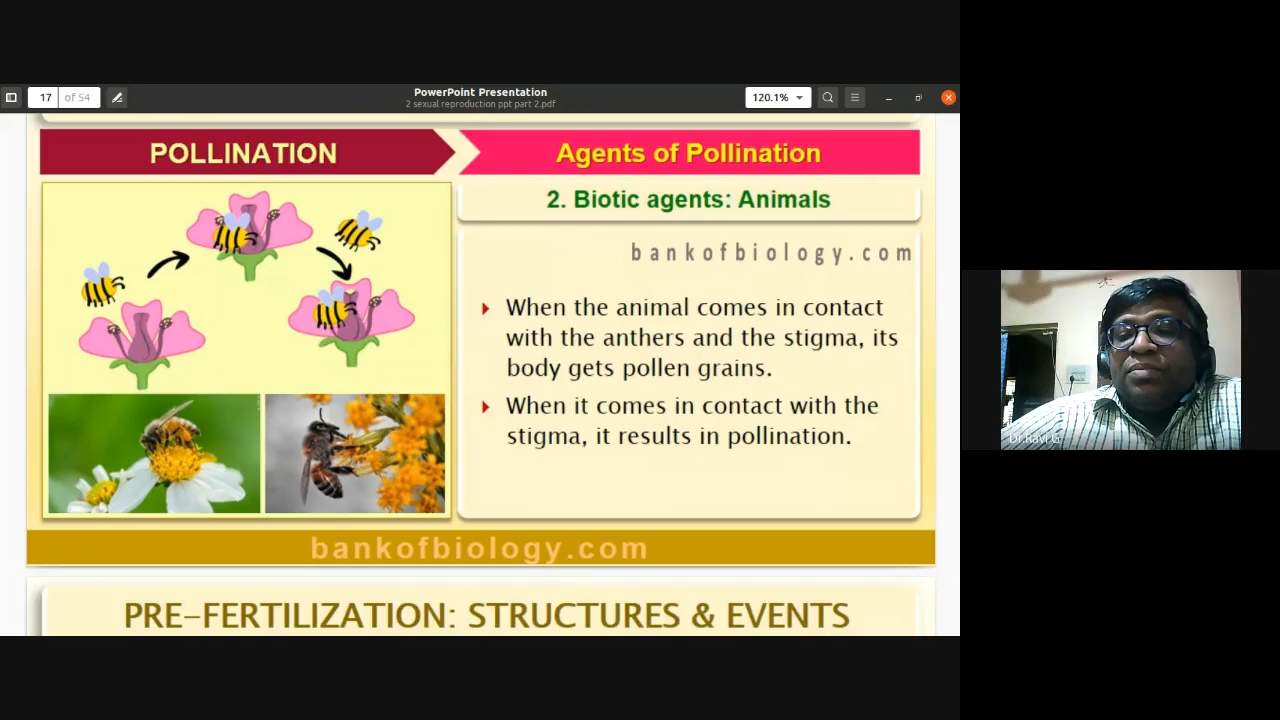 PowerPoint Presentation
17 of 54
2 sexual reproduction ppt part 2.pdf
120.1%
POLLINATION
Agents of Pollination
2. Biotic agents: Animals
bankofbiology.com
When the animal comes in contact
with the anthers and the stigma, its
body gets pollen grains.
When it comes in contact with the
stigma, it results in pollination.
bankofbiology.com
PRE-FERTILIZATION: STRUCTURES & EVENTS
Dr.Ravi G